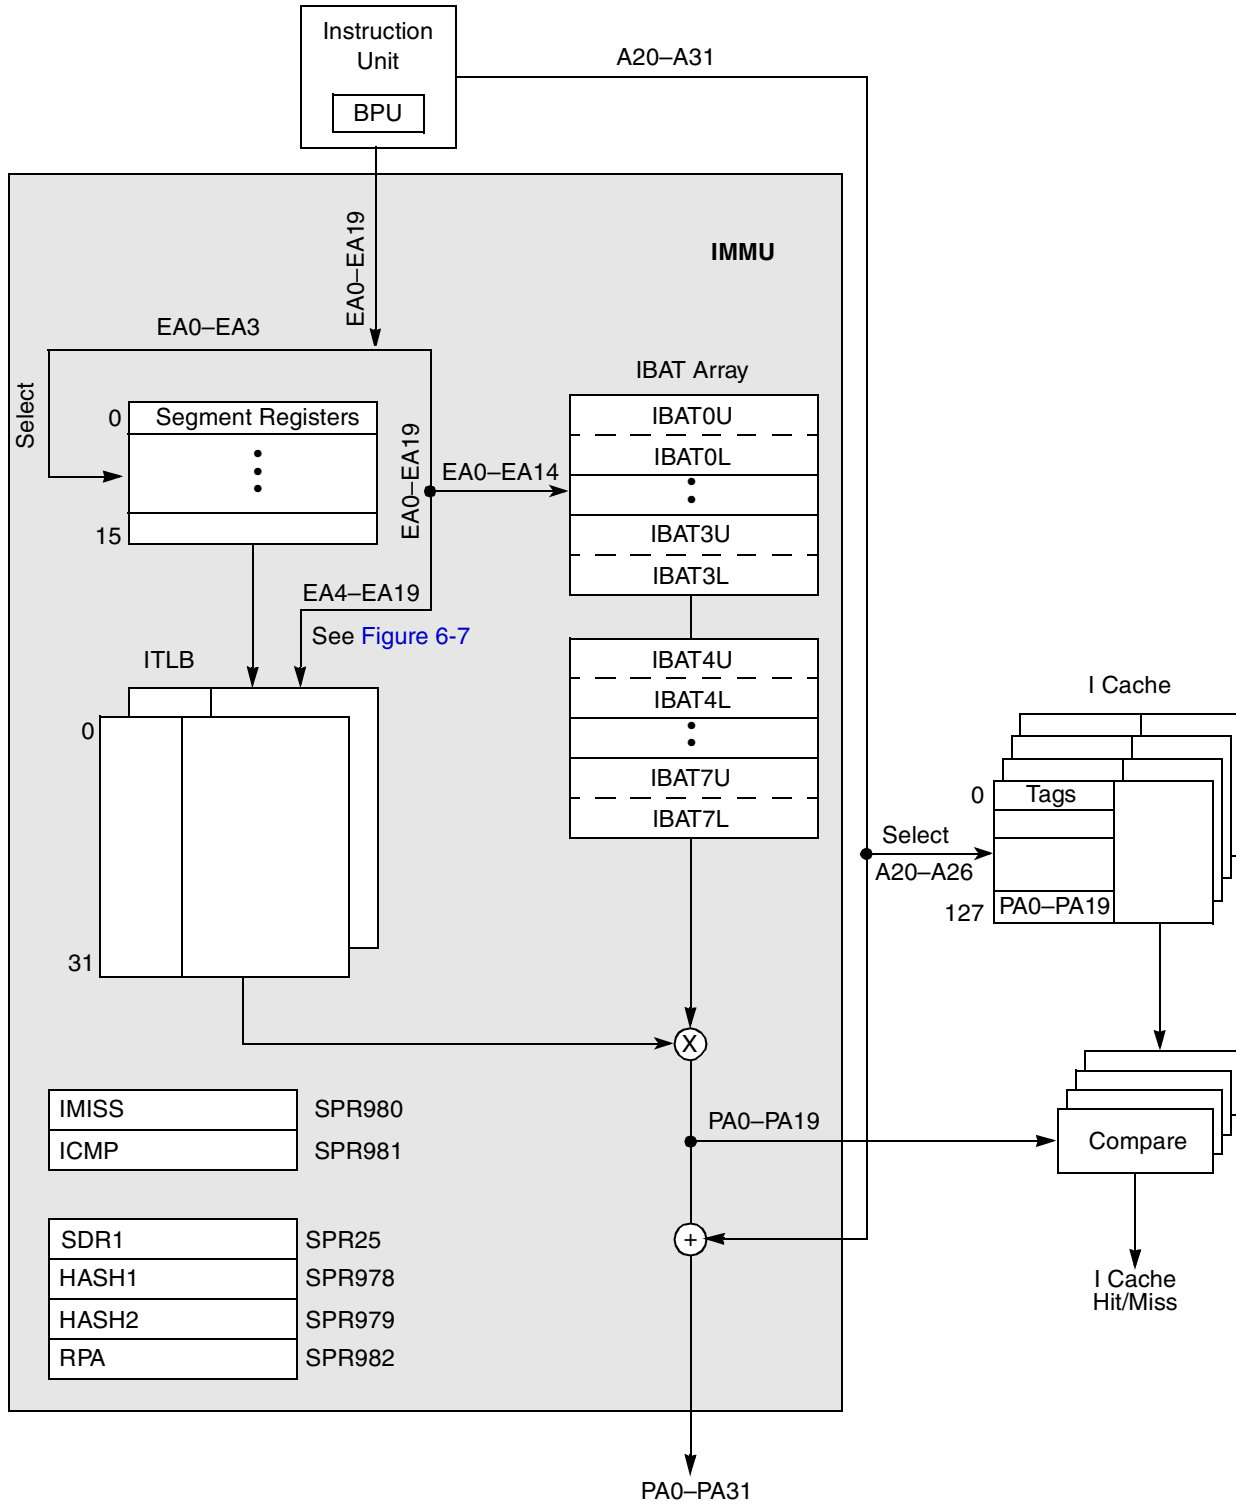 Instruction
Unit
BPU
A20–A31
EA0–EA19
IMMU
EA0–EA3
Select
IBAT Array
0
Segment Registers
15
EA0–EA19
EA0–EA14
IBAT0U
IBAT0L
IBAT3U
IBAT3L
EA4–EA19
See Figure 6-7
ITLB
0
31
IBAT4U
IBAT4L
IBAT7U
IBAT7L
I Cache
0
Tags
Select
A20–A26
127
PA0–PA19
X
IMISS SPR980
ICMP SPR981
PA0–PA19
Compare
SDR1 SPR25
HASH1 SPR978
HASH2 SPR979
RPA SPR982
+
I Cache
Hit/Miss
PA0–PA31